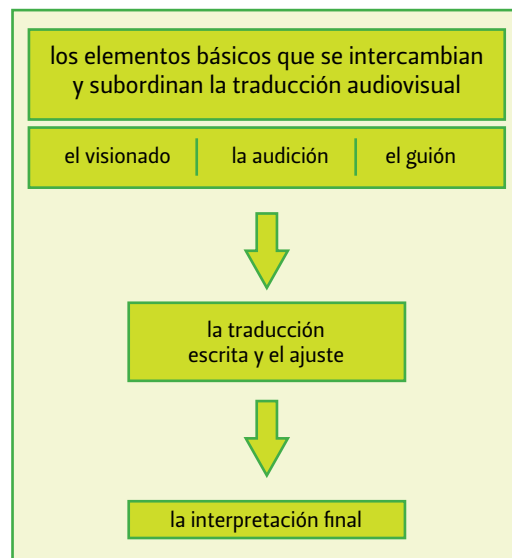 los elementos básicos que se intercambian
y subordinan la traducción audiovisual
el visionado
la audición
el guión
la traducción
escrita y el ajuste
la interpretación final